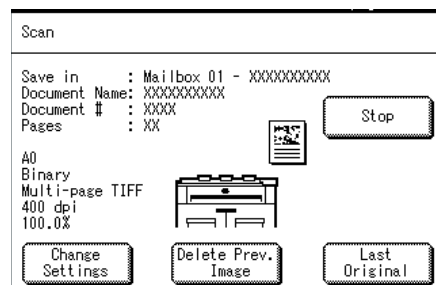 Scan
Save in : Mailbox 01 - XXXXXXXXXX
Document Name: XXXXXXXXXX
Document # : XXXX
Pages : XX
Stop
A0
Binary
Multi-page TIFF
400 dpi
100.0%
Change
Settings
Delete Prev.
Image
Last
Original